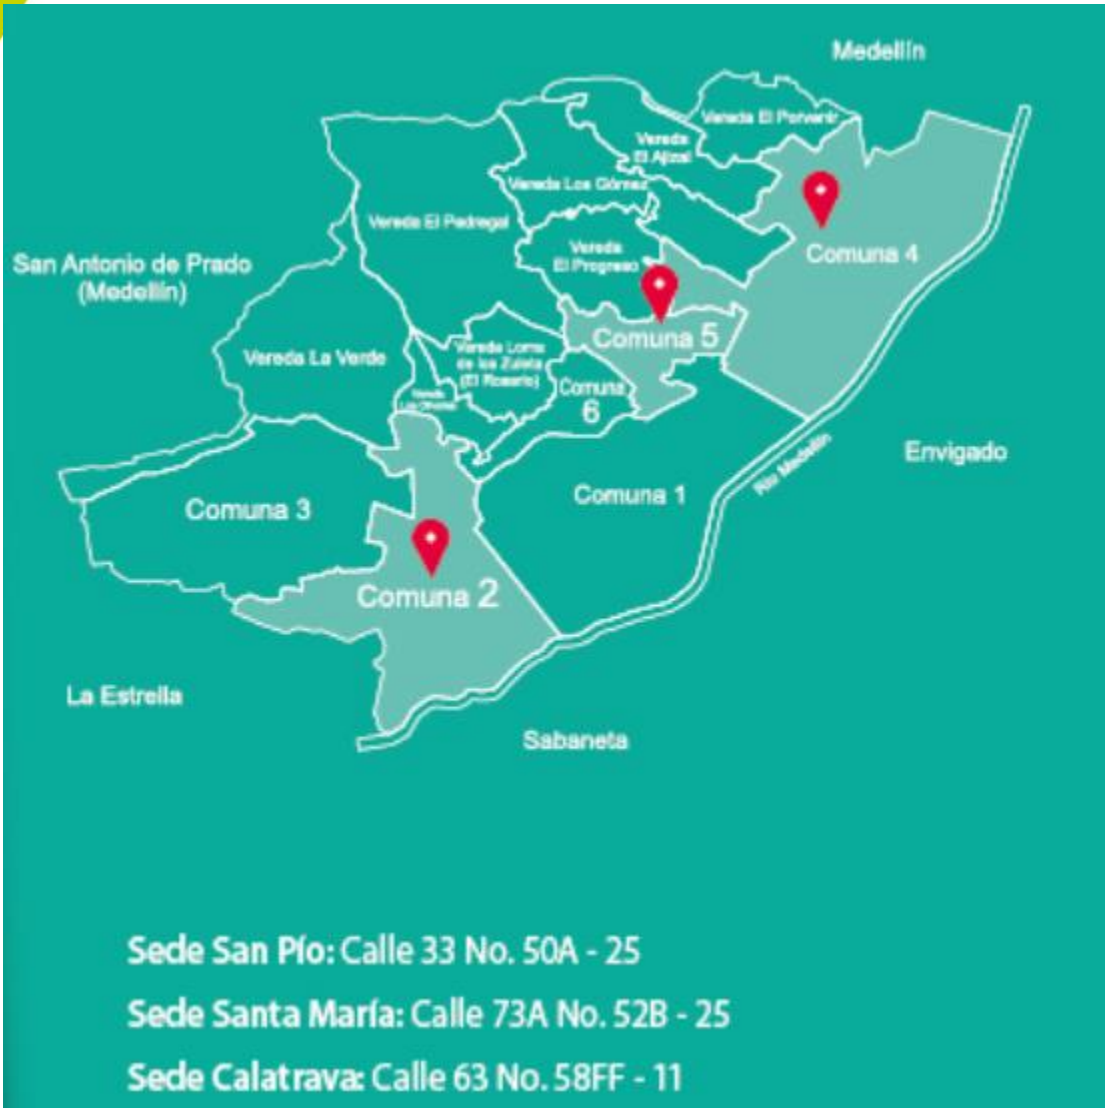 Medellín
Vereda El Porvenir
Vereda
El Ajizal
Vereda Los Gómez
Vereda El Pedregal
Vereda
El Progreso
Comuna 4
San Antonio de Prado
(Medellín)
Comuna 5
Vereda La Verde
Vereda Loma
de los Zuleta
(El Rosario)
Comuna
6
Vereda
Envigado
Río Medellín
Comuna 1
Comuna 3
Comuna 2
La Estrella
Sabaneta
Sede San Pío: Calle 33 No. 50A - 25
Sede Santa María: Calle 73A No. 52B - 25
Sede Calatrava: Calle 63 No. 58FF - 11